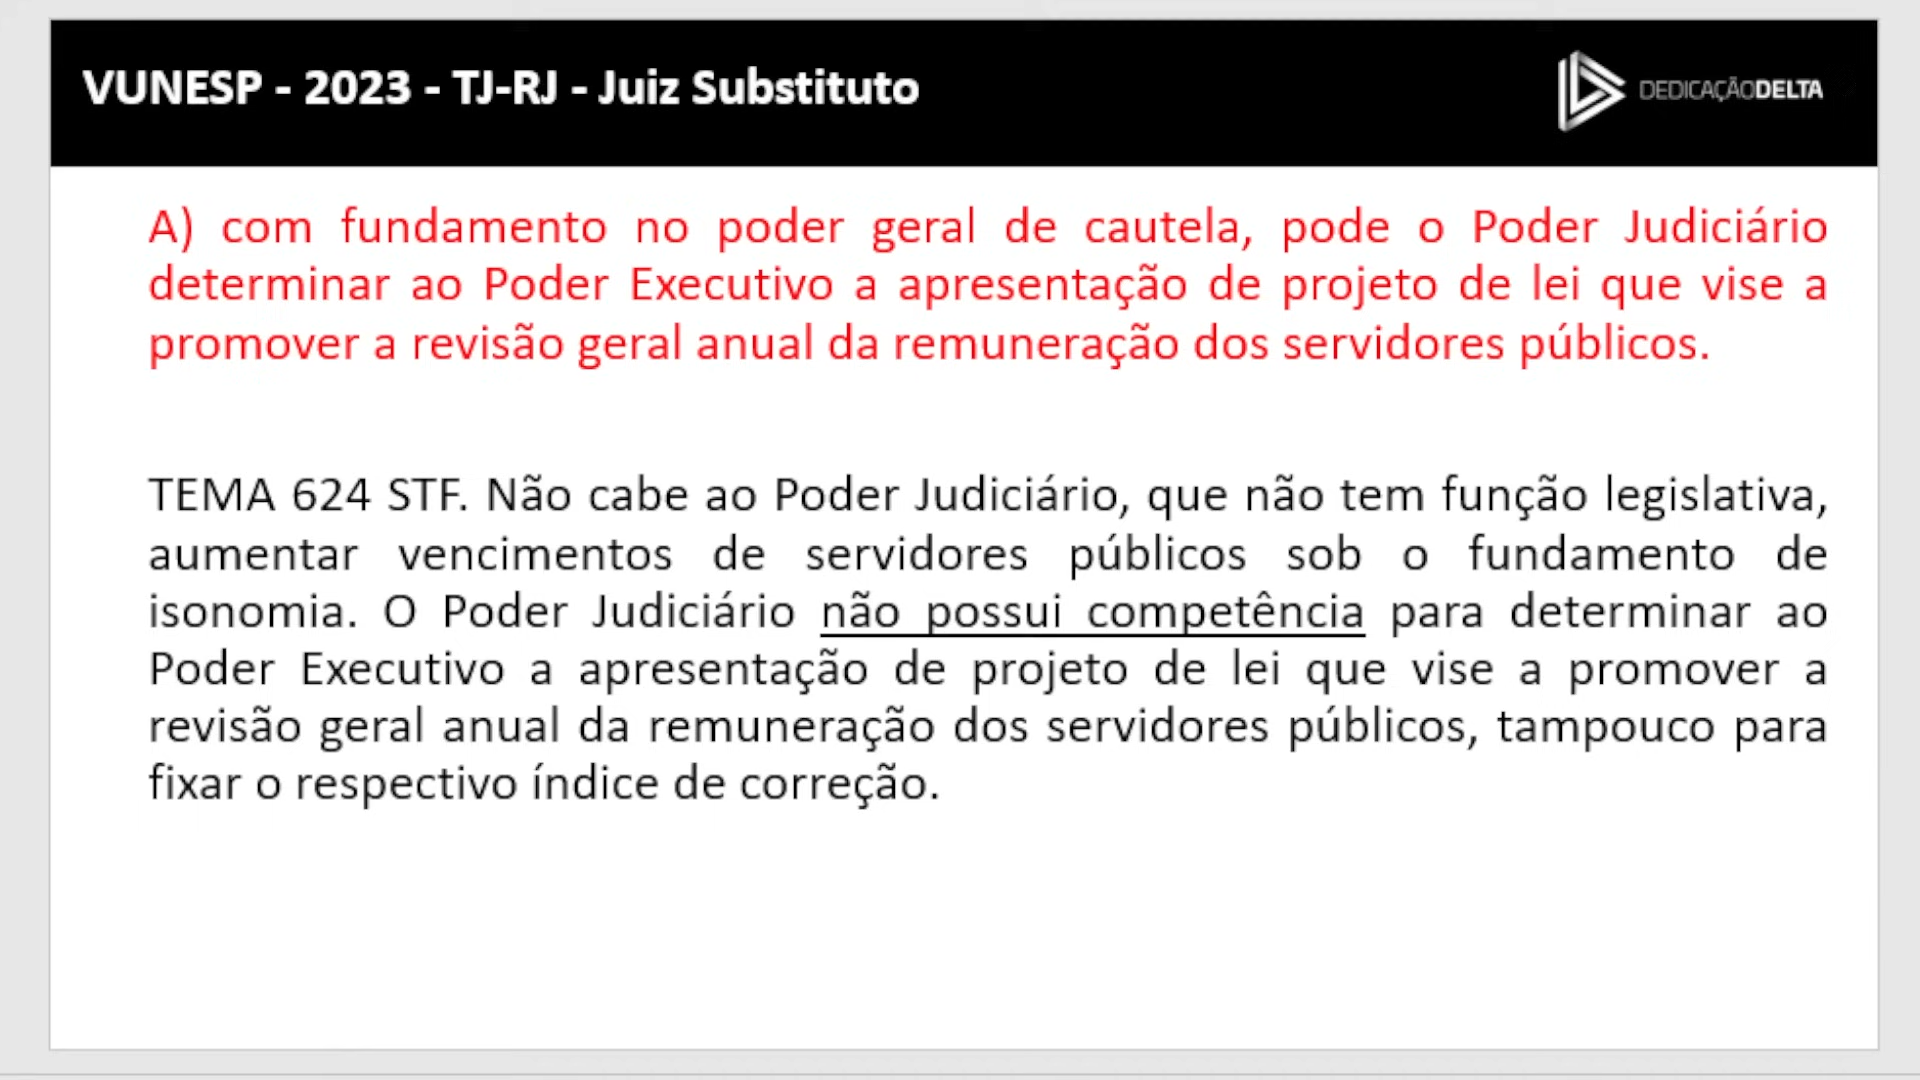 VUNESP - 2023 - TJ-RJ - Juiz Substituto
DEDICAÇÃODELTA
A) com fundamento no poder geral de cautela, pode o Poder Judiciário
determinar ao Poder Executivo a apresentação de projeto de lei que vise a
promover a revisão geral anual da remuneração dos servidores públicos.
TEMA 624 STF. Não cabe ao Poder Judiciário, que não tem função legislativa,
aumentar vencimentos de servidores públicos sob o fundamento de
isonomia. O Poder Judiciário não possui competência para determinar ao
Poder Executivo a apresentação de projeto de lei que vise a promover a
revisão geral anual da remuneração dos servidores públicos, tampouco para
fixar o respectivo índice de correção.